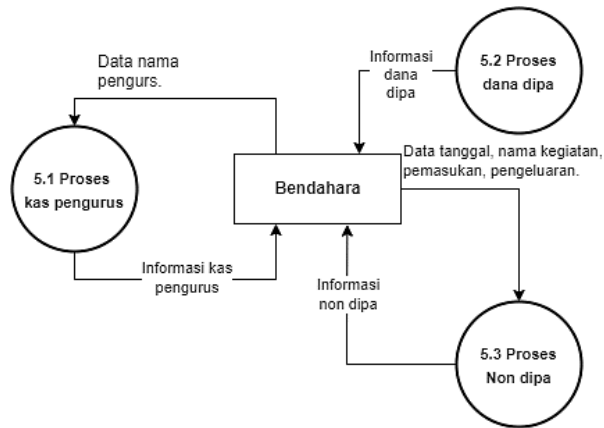 Data nama
pengurs.
Informasi
dana
dipa
5.2 Proses
dana dipa
5.1 Proses
kas pengurus
Bendahara
Data tanggal, nama kegiatan,
pemasukan, pengeluaran.
Informasi kas
pengurus
Informasi
non dipa
5.3 Proses
Non dipa